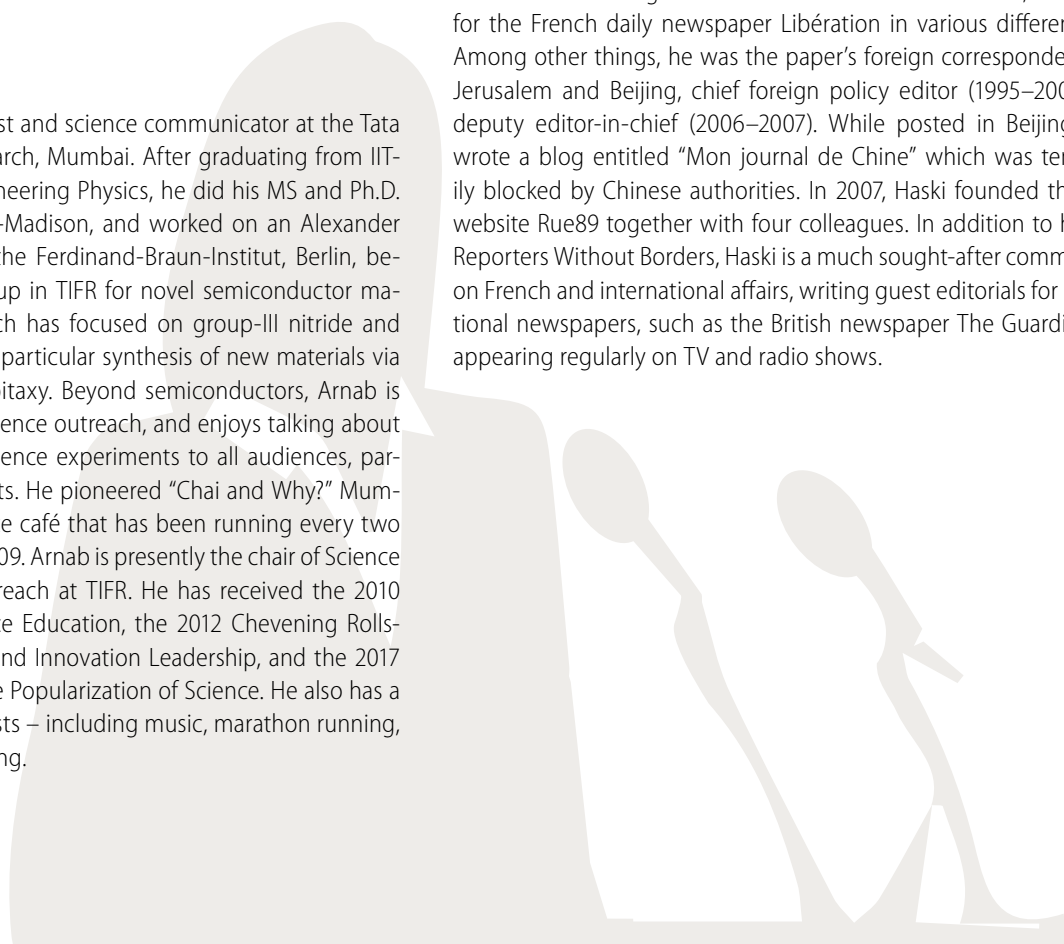 st and science communicator at the Tata
arch, Mumbai. After graduating from IIT-
neering Physics, he did his MS and Ph.D.
-Madison, and worked on an Alexander
the Ferdinand-Braun-Institut, Berlin, be-
up in TIFR for novel semiconductor ma-
ch has focused on group-III nitride and
particular synthesis of new materials via
pitaxy. Beyond semiconductors, Arnab is
ence outreach, and enjoys talking about
ence experiments to all audiences, par-
ts. He pioneered “Chai and Why?” Mum-
e café that has been running every two
09. Arnab is presently the chair of Science
reach at TIFR. He has received the 2010
ce Education, the 2012 Chevening Rolls-
nd Innovation Leadership, and the 2017
e Popularization of Science. He also has a
sts – including music, marathon running,
ng.
for the French daily newspaper Libération in various differen
Among other things, he was the paper’s foreign corresponde
Jerusalem and Beijing, chief foreign policy editor (1995–200
deputy editor-in-chief (2006–2007). While posted in Beijing
wrote a blog entitled “Mon journal de Chine” which was ter
ily blocked by Chinese authorities. In 2007, Haski founded th
website Rue89 together with four colleagues. In addition to h
Reporters Without Borders, Haski is a much sought-after comm
on French and international affairs, writing guest editorials for
tional newspapers, such as the British newspaper The Guardi
appearing regularly on TV and radio shows.